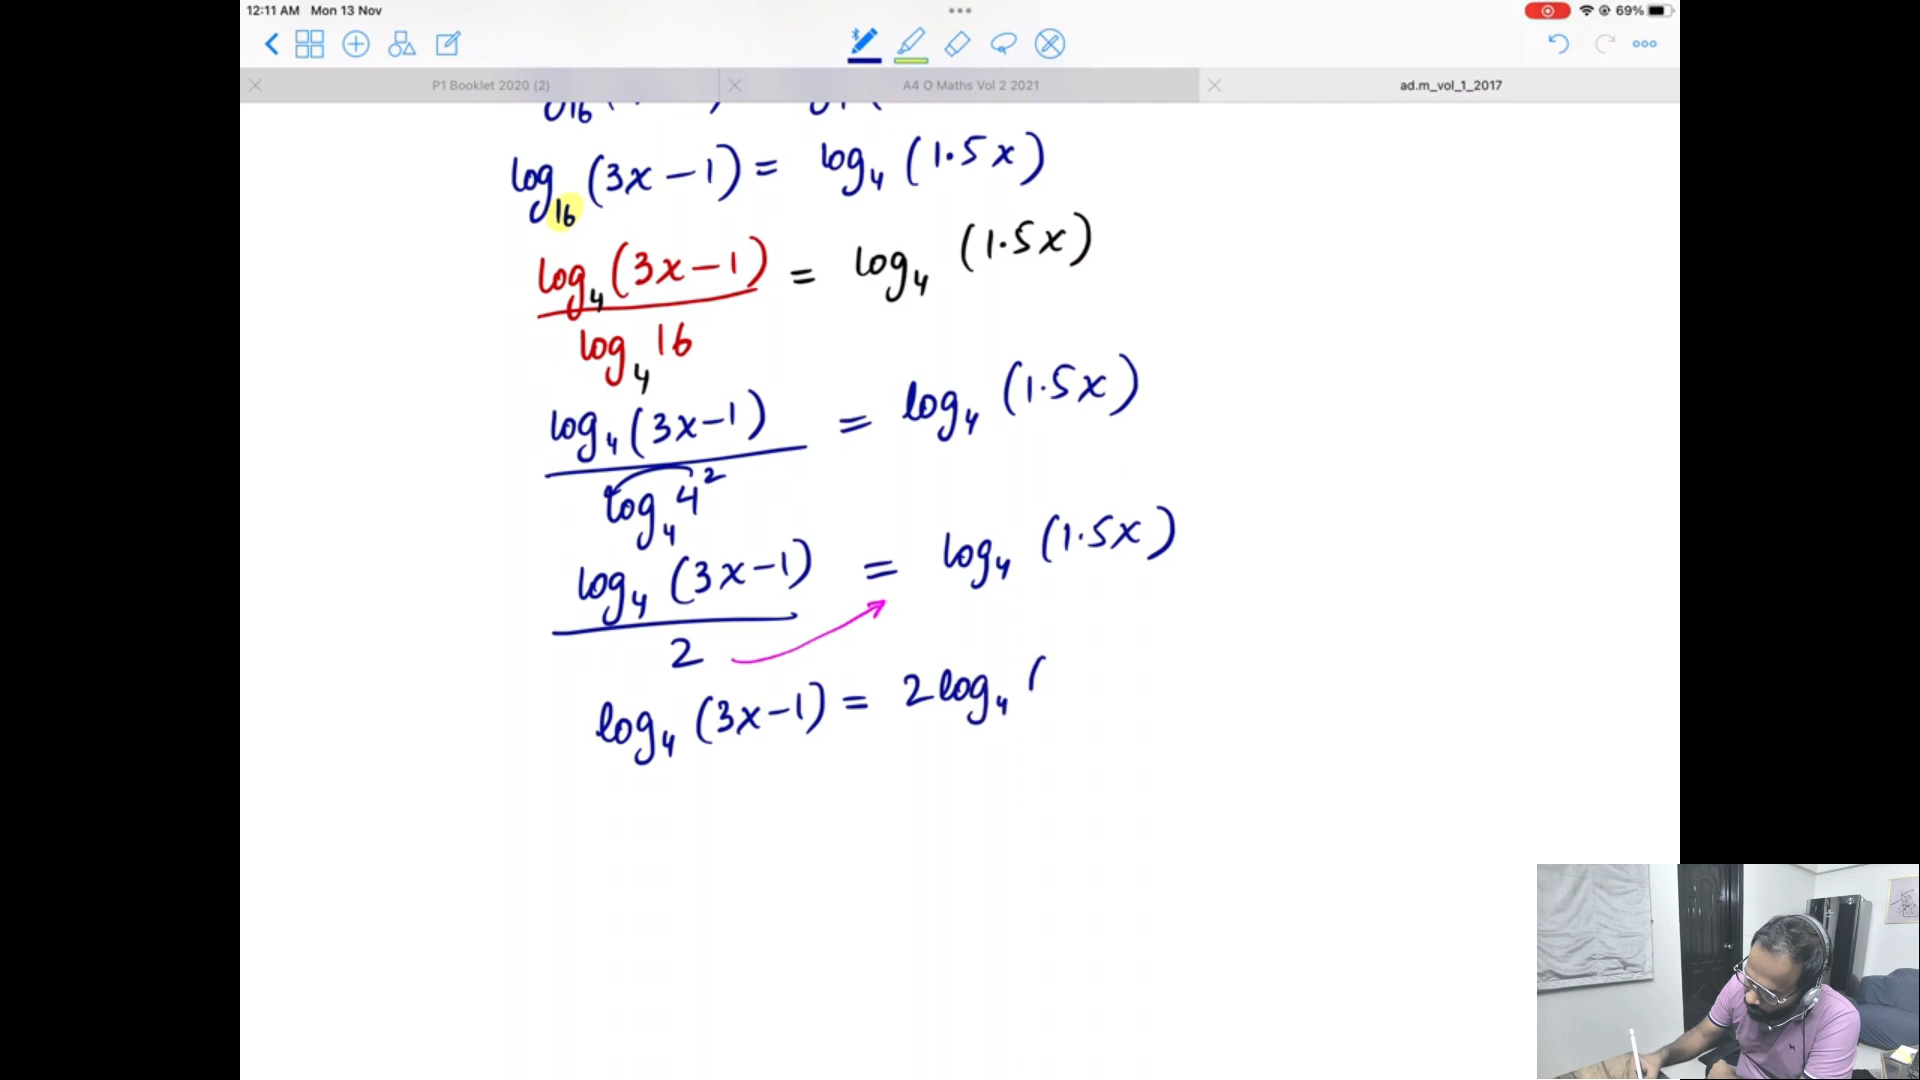 12:11 AM Mon 13 Nov 69%
P1 Booklet 2020 (2) A4 O Maths Vol 2 2021 ad.m_vol_1_2017
log₁₆ (3x − 1) = log₄ (1.5x)
log₄ (3x − 1) / log₄ 16 = log₄ (1.5x)
log₄ (3x − 1) / log₄ 4² = log₄ (1.5x)
log₄ (3x − 1) / 2 = log₄ (1.5x)
log₄ (3x − 1) = 2 log₄ (